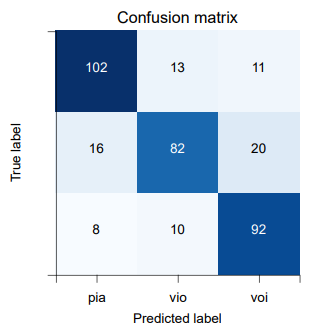 Confusion matrix
True label
102 13 11
16 82 20
8 10 92
pia vio voi
Predicted label